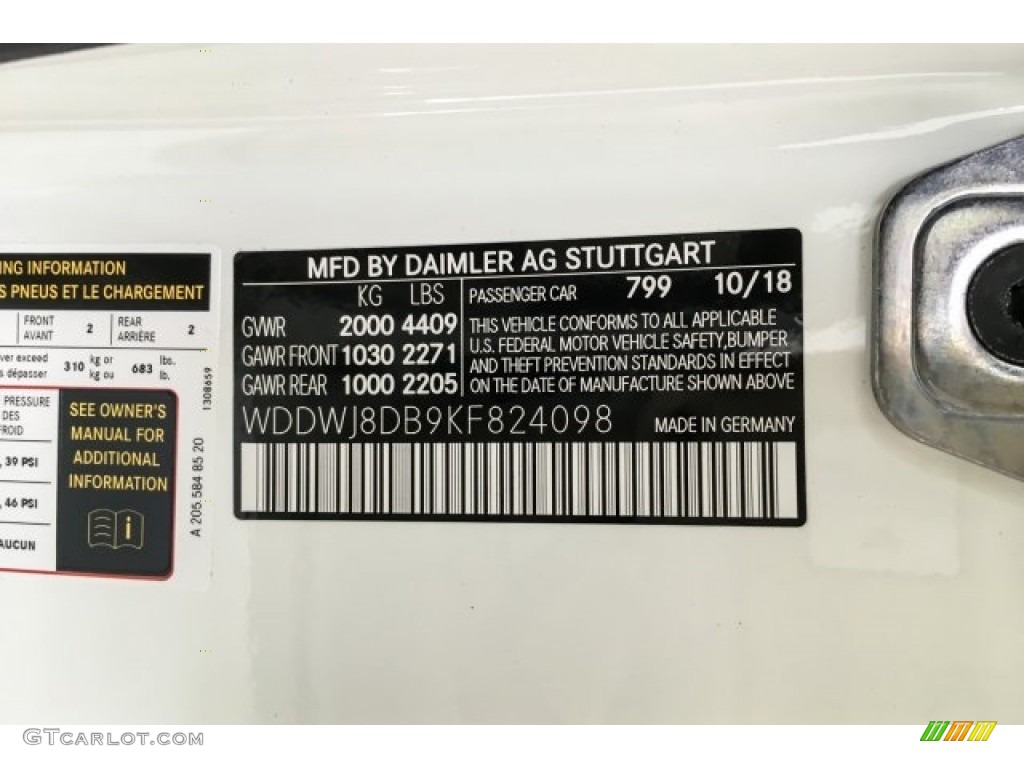 NG INFORMATION
S PNEUS ET LE CHARGEMENT
FRONT AVANT 2 REAR ARRIÈRE 2
ver exceed
s dépasser 310 kg or kg ou 683 lbs. lb.
PRESSURE
DES
FROID
, 39 PSI
, 46 PSI
AUCUN
SEE OWNER'S
MANUAL FOR
ADDITIONAL
INFORMATION
i
1308659
A 205 584 85 20
MFD BY DAIMLER AG STUTTGART
KG LBS
GVWR 2000 4409
GAWR FRONT 1030 2271
GAWR REAR 1000 2205
PASSENGER CAR 799 10/18
THIS VEHICLE CONFORMS TO ALL APPLICABLE
U.S. FEDERAL MOTOR VEHICLE SAFETY, BUMPER
AND THEFT PREVENTION STANDARDS IN EFFECT
ON THE DATE OF MANUFACTURE SHOWN ABOVE
WDDWJ8DB9KF824098 MADE IN GERMANY
GTCARLOT.COM